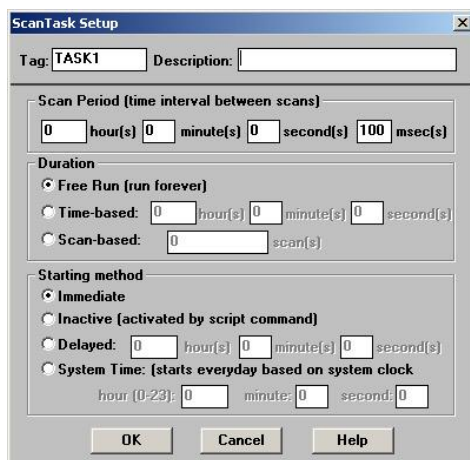 ScanTask Setup
Tag: TASK1 Description:
Scan Period (time interval between scans)
0 hour(s) 0 minute(s) 0 second(s) 100 msec(s)
Duration
Free Run (run forever)
Time-based: 0 hour(s) 0 minute(s) 0 second(s)
Scan-based: 0 scan(s)
Starting method
Immediate
Inactive (activated by script command)
Delayed: 0 hour(s) 0 minute(s) 0 second(s)
System Time: (starts everyday based on system clock
hour (0-23): 0 minute: 0 second: 0
OK Cancel Help